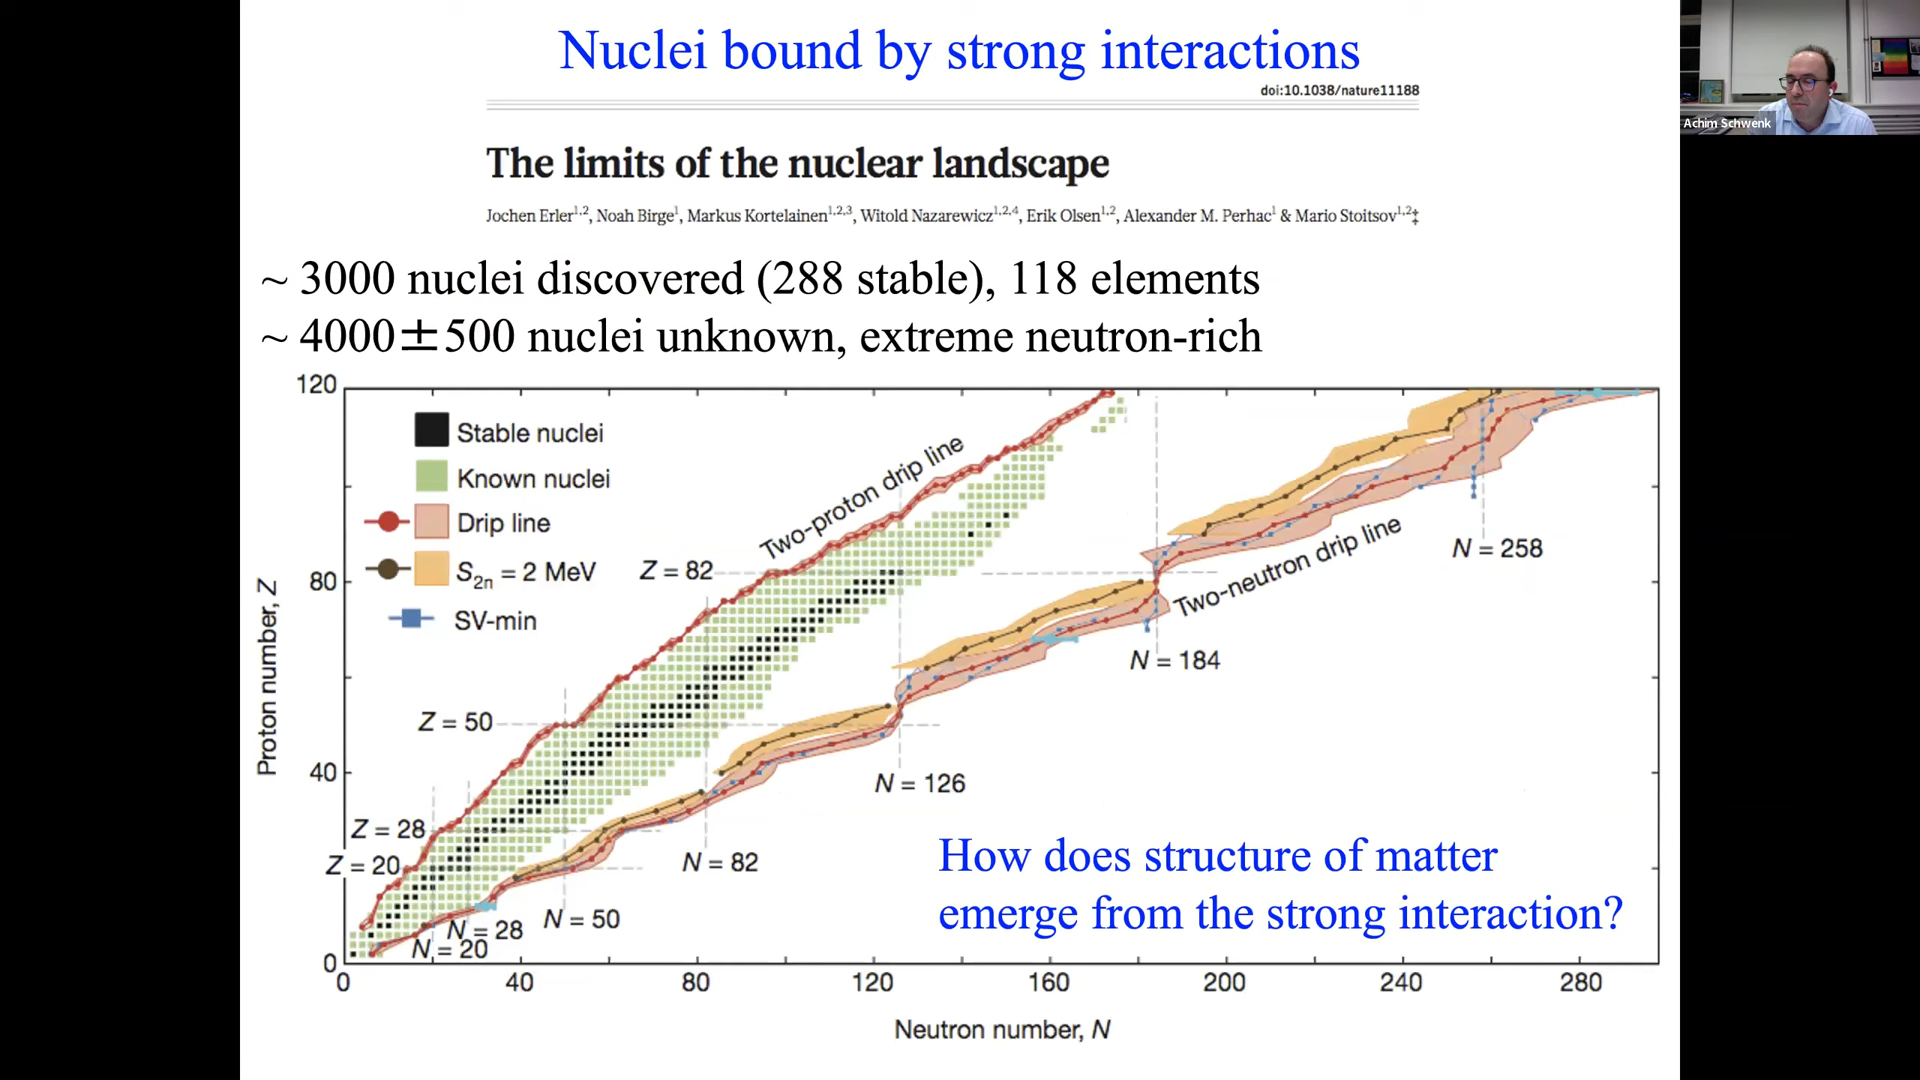 Nuclei bound by strong interactions
doi:10.1038/nature11188
The limits of the nuclear landscape
Jochen Erler1,2, Noah Birge1, Markus Kortelainen1,2,3, Witold Nazarewicz1,2,4, Erik Olsen1,2, Alexander M. Perhac1 & Mario Stoitsov1,2‡
~ 3000 nuclei discovered (288 stable), 118 elements
~ 4000±500 nuclei unknown, extreme neutron-rich
120
80
40
0
Proton number, Z
Stable nuclei
Known nuclei
Drip line
S2n = 2 MeV
SV-min
Two-proton drip line
Two-neutron drip line
Z = 82
Z = 50
Z = 28
Z = 20
N = 258
N = 184
N = 126
N = 82
N = 50
N = 28
N = 20
How does structure of matter
emerge from the strong interaction?
0 40 80 120 160 200 240 280
Neutron number, N
Achim Schwenk